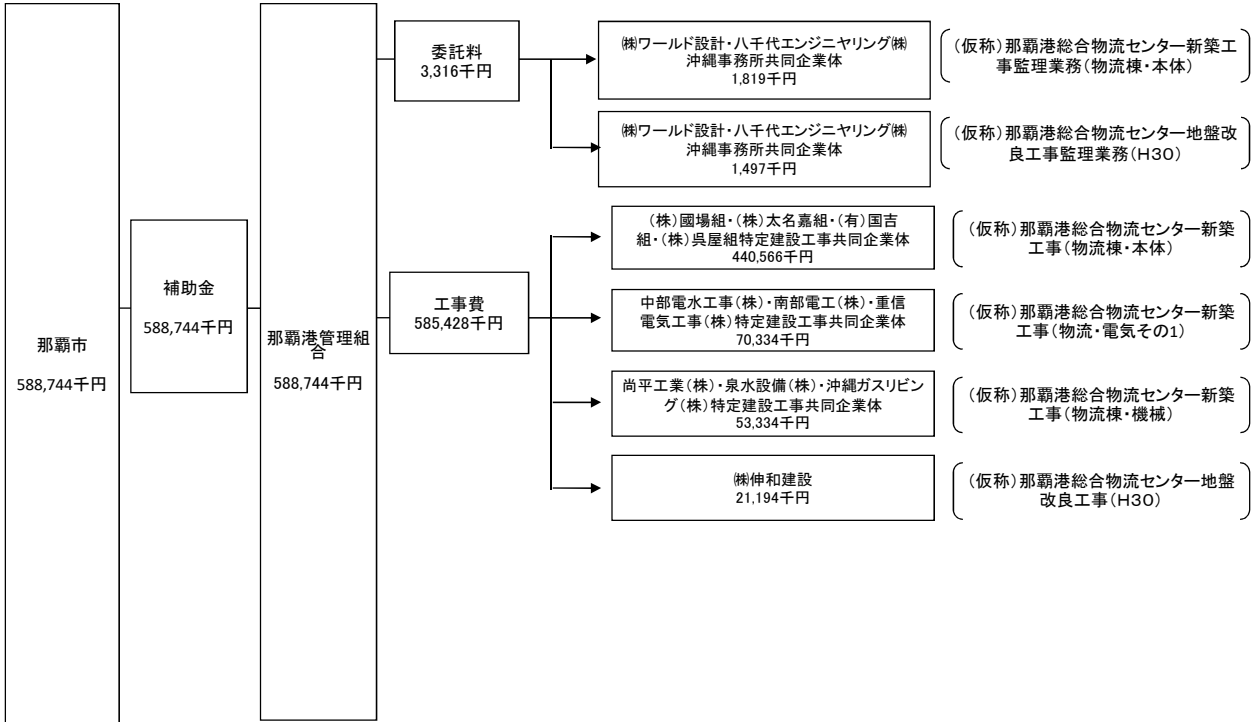 那覇市
588,744千円
補助金
588,744千円
那覇港管理組
合
588,744千円
委託料
3,316千円
㈱ワールド設計・八千代エンジニヤリング㈱
沖縄事務所共同企業体
1,819千円
(仮称)那覇港総合物流センター新築工
事監理業務(物流棟・本体)
㈱ワールド設計・八千代エンジニヤリング㈱
沖縄事務所共同企業体
1,497千円
(仮称)那覇港総合物流センター地盤改
良工事監理業務(H30)
工事費
585,428千円
(株)國場組・(株)太名嘉組・(有)国吉
組・(株)呉屋組特定建設工事共同企業体
440,566千円
(仮称)那覇港総合物流センター新築
工事(物流棟・本体)
中部電水工事(株)・南部電工(株)・重信
電気工事(株)特定建設工事共同企業体
70,334千円
(仮称)那覇港総合物流センター新築
工事(物流・電気その1)
尚平工業(株)・泉水設備(株)・沖縄ガスリビン
グ(株)特定建設工事共同企業体
53,334千円
(仮称)那覇港総合物流センター新築
工事(物流棟・機械)
㈱伸和建設
21,194千円
(仮称)那覇港総合物流センター地盤
改良工事(H30)